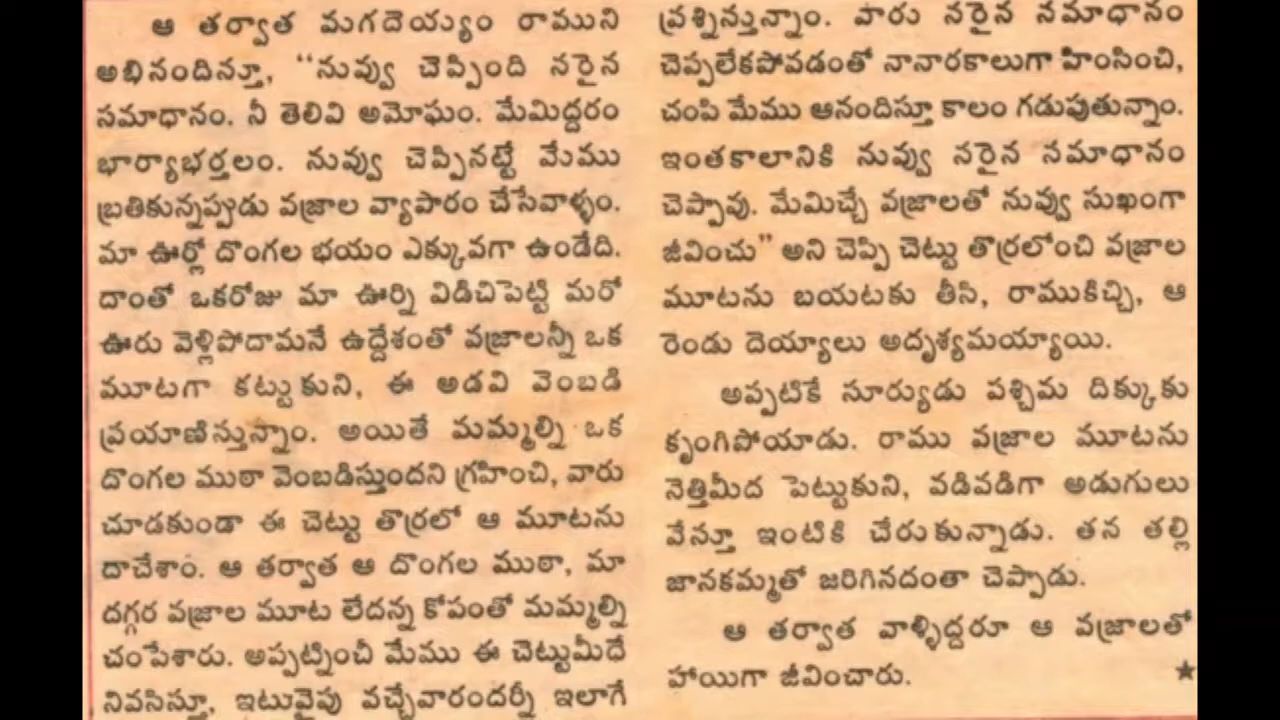 ఆ తర్వాత మగదెయ్యం రాముని
అభినందిస్తూ, “నువ్వు చెప్పింది సరైన
సమాధానం. నీ తెలివి అమోఘం. మేమిద్దరం
భార్యాభర్తలం. నువ్వు చెప్పినట్టే మేము
బ్రతికున్నప్పుడు వజ్రాల వ్యాపారం చేసేవాళ్ళం.
మా ఊర్లో దొంగల భయం ఎక్కువగా ఉండేది.
దాంతో ఒకరోజు మా ఊర్ని విడిచిపెట్టి మరో
ఊరు వెళ్లిపోదామనే ఉద్దేశంతో వజ్రాలన్నీ ఒక
మూటగా కట్టుకుని, ఈ అడవి వెంబడి
ప్రయాణిస్తున్నాం. అయితే మమ్మల్ని ఒక
దొంగల ముఠా వెంబడిస్తుందని గ్రహించి, వారు
చూడకుండా ఈ చెట్టు తొర్రలో ఆ మూటను
దాచేశాం. ఆ తర్వాత ఆ దొంగల ముఠా, మా
దగ్గర వజ్రాల మూట లేదన్న కోపంతో మమ్మల్ని
చంపేశారు. అప్పట్నించీ మేము ఈ చెట్టుమీదే
నివసిస్తూ, ఇటువైపు వచ్చేవారందర్నీ ఇలాగే
ప్రశ్నిస్తున్నాం. వారు సరైన సమాధానం
చెప్పలేకపోవడంతో నానారకాలుగా హింసించి,
చంపి మేము ఆనందిస్తూ కాలం గడుపుతున్నాం.
ఇంతకాలానికి నువ్వు సరైన సమాధానం
చెప్పావు. మేమిచ్చే వజ్రాలతో నువ్వు సుఖంగా
జీవించు” అని చెప్పి చెట్టు తొర్రలోంచి వజ్రాల
మూటను బయటకు తీసి, రాముకిచ్చి, ఆ
రెండు దెయ్యాలు అదృశ్యమయ్యాయి.
అప్పటికే సూర్యుడు పశ్చిమ దిక్కుకు
కృంగిపోయాడు. రాము వజ్రాల మూటను
నెత్తిమీద పెట్టుకుని, వడివడిగా అడుగులు
వేస్తూ ఇంటికి చేరుకున్నాడు. తన తల్లి
జానకమ్మతో జరిగినదంతా చెప్పాడు.
ఆ తర్వాత వాళ్ళిద్దరూ ఆ వజ్రాలతో
హాయిగా జీవించారు. ★